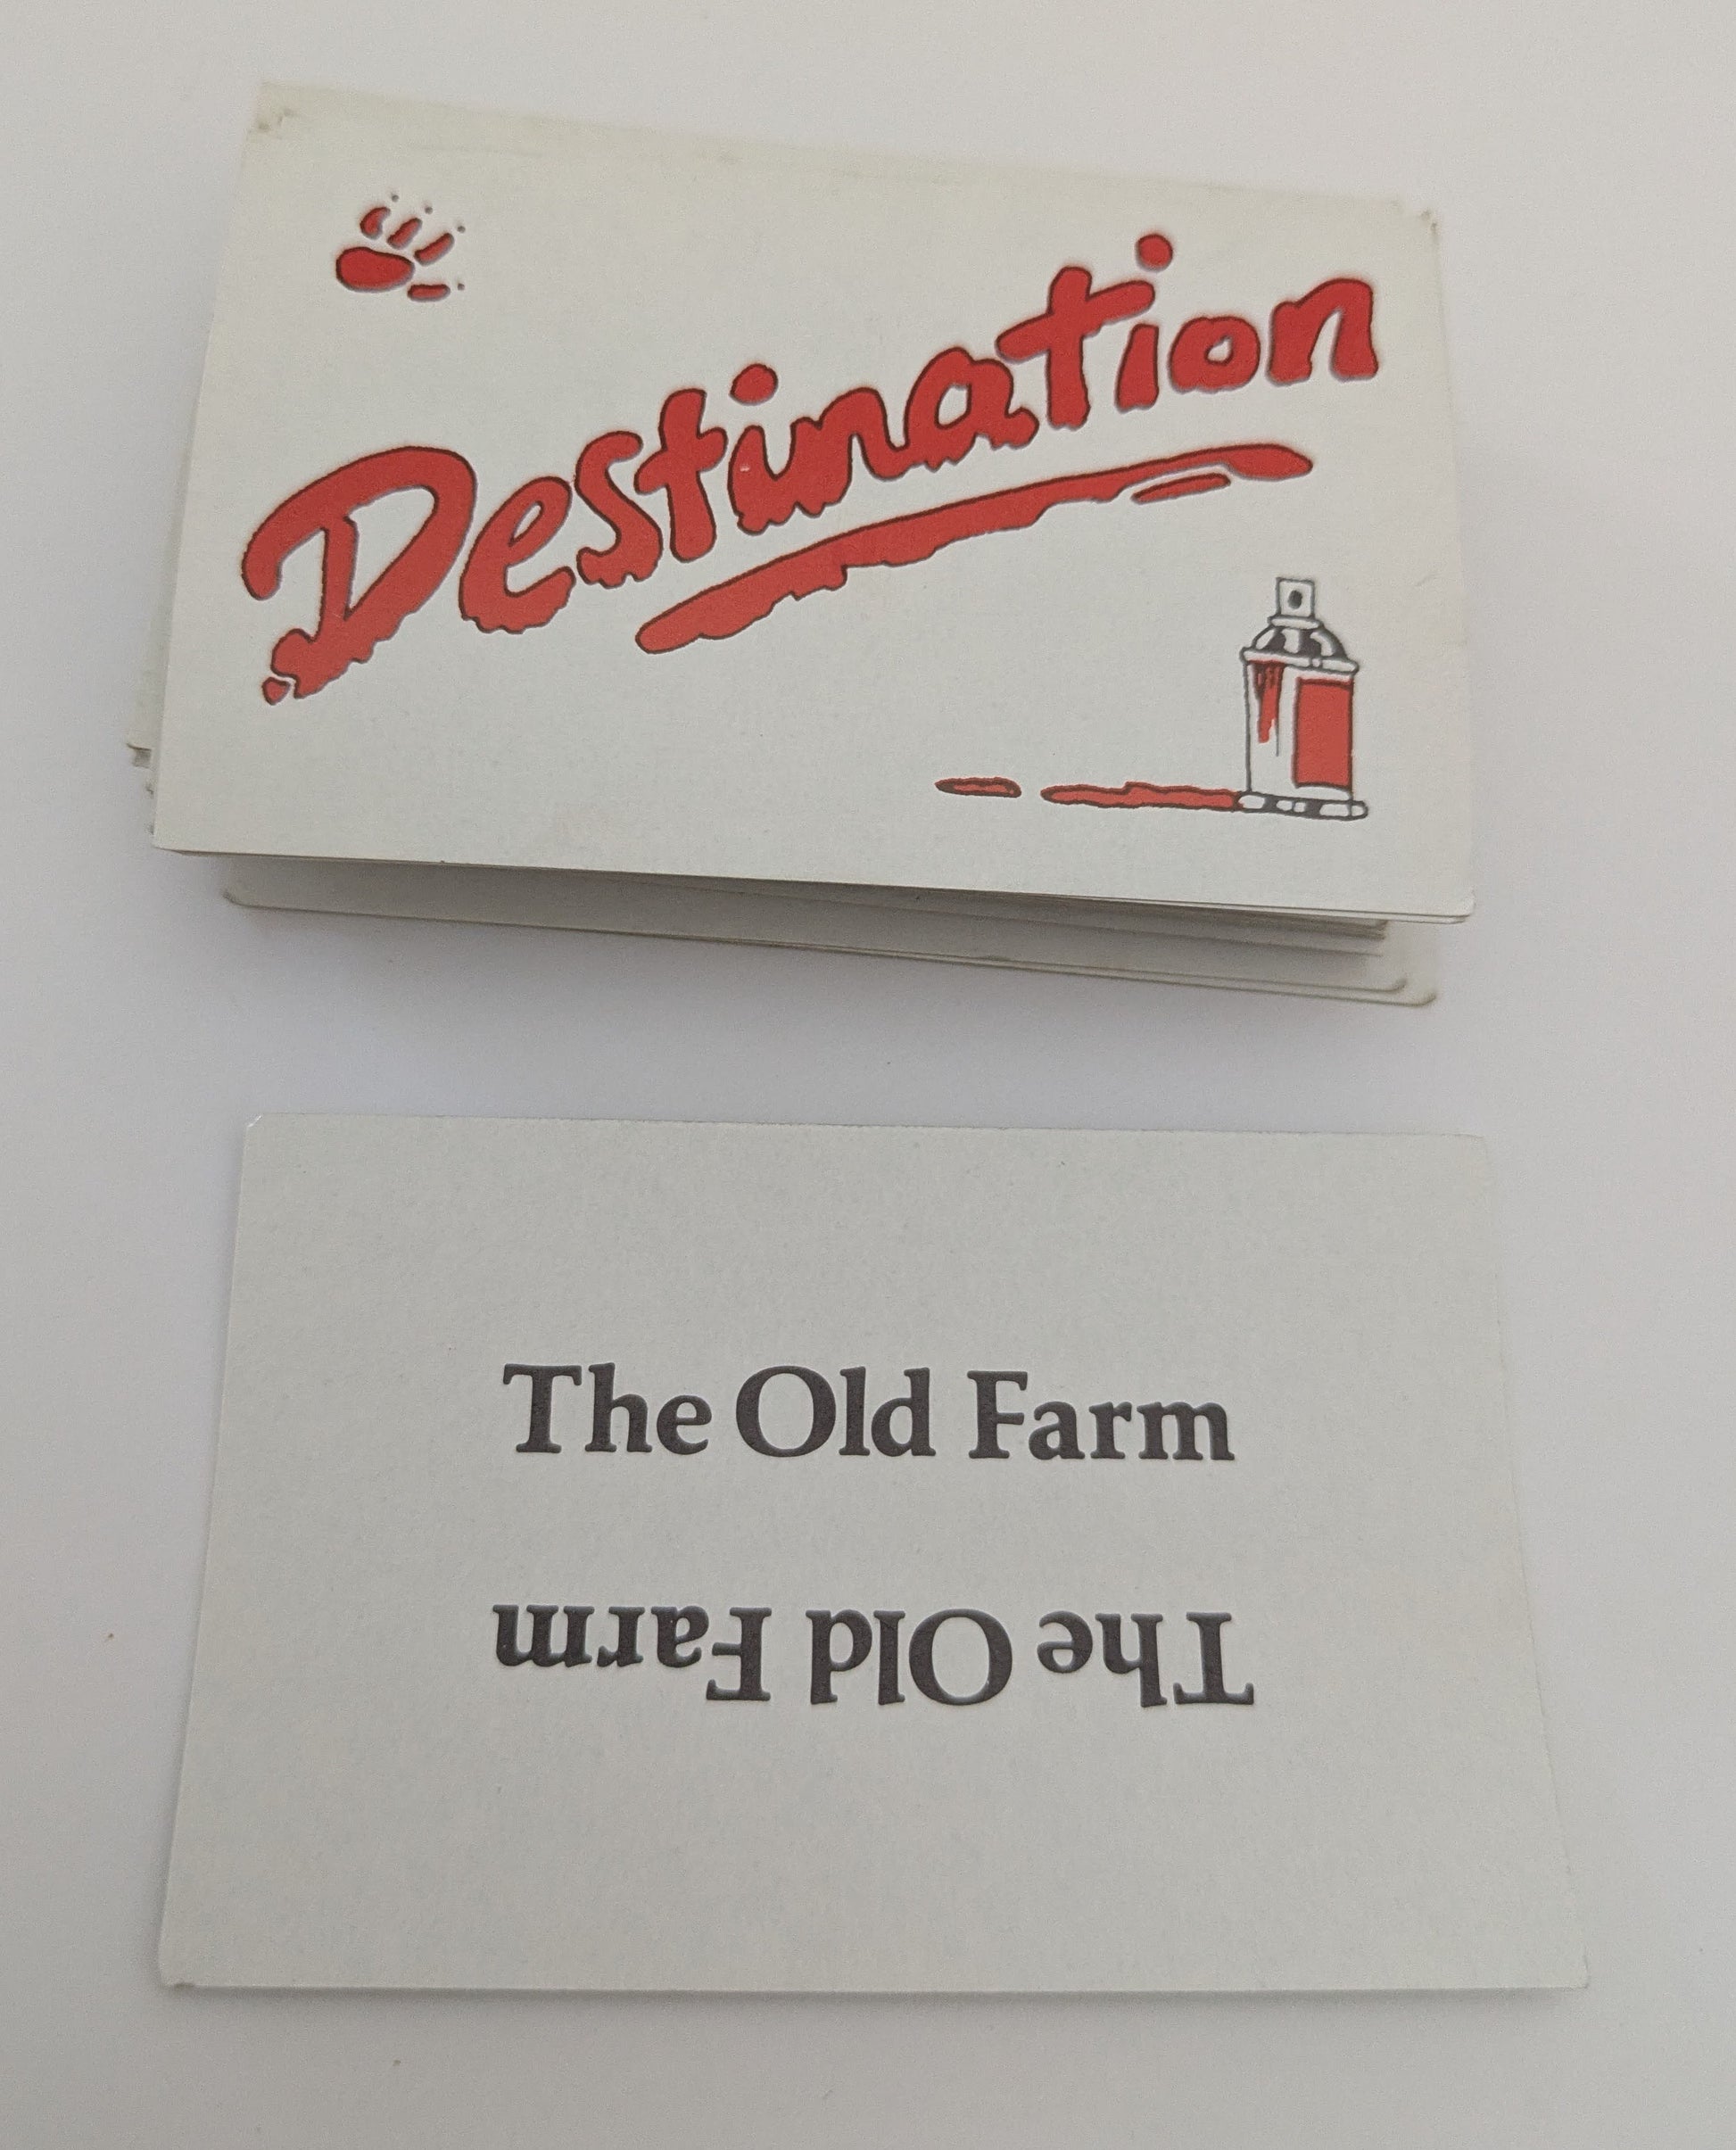 Destination
The Old Farm
The Old Farm